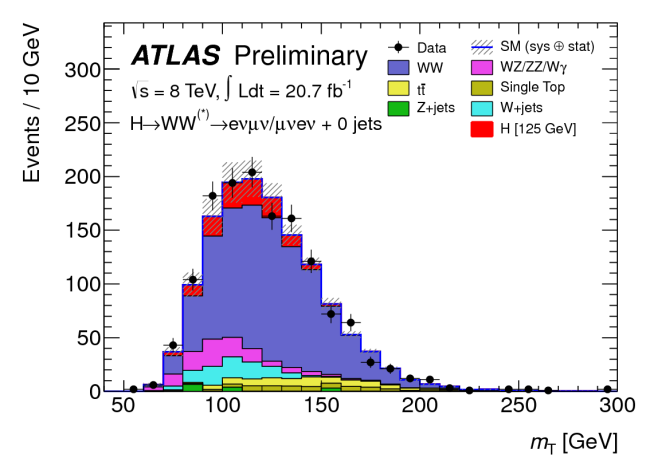 ATLAS Preliminary
√s = 8 TeV, ∫ Ldt = 20.7 fb⁻¹
H→WW⁽*⁾→eνμν/μνeν + 0 jets
Data
SM (sys ⊕ stat)
WW
WZ/ZZ/Wγ
tt̄
Single Top
Z+jets
W+jets
H [125 GeV]
Events / 10 GeV
300
250
200
150
100
50
0
50 100 150 200 250 300
m_T [GeV]